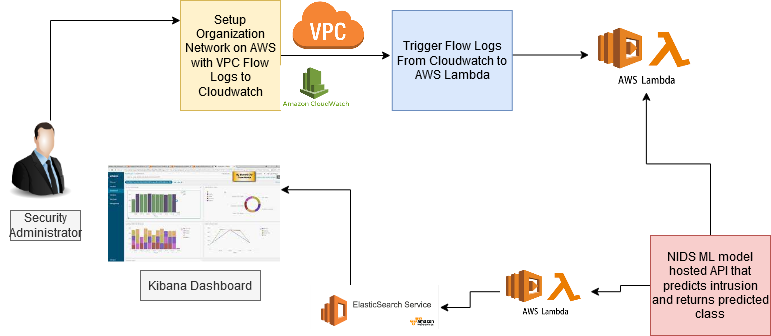 Setup
Organization
Network on AWS
with VPC Flow
Logs to
Cloudwatch
VPC
Amazon CloudWatch
Trigger Flow Logs
From Cloudwatch to
AWS Lambda
AWS Lambda
Security
Administrator
Kibana Dashboard
ElasticSearch Service
amazon
AWS Lambda
NIDS ML model
hosted API that
predicts intrusion
and returns predicted
class